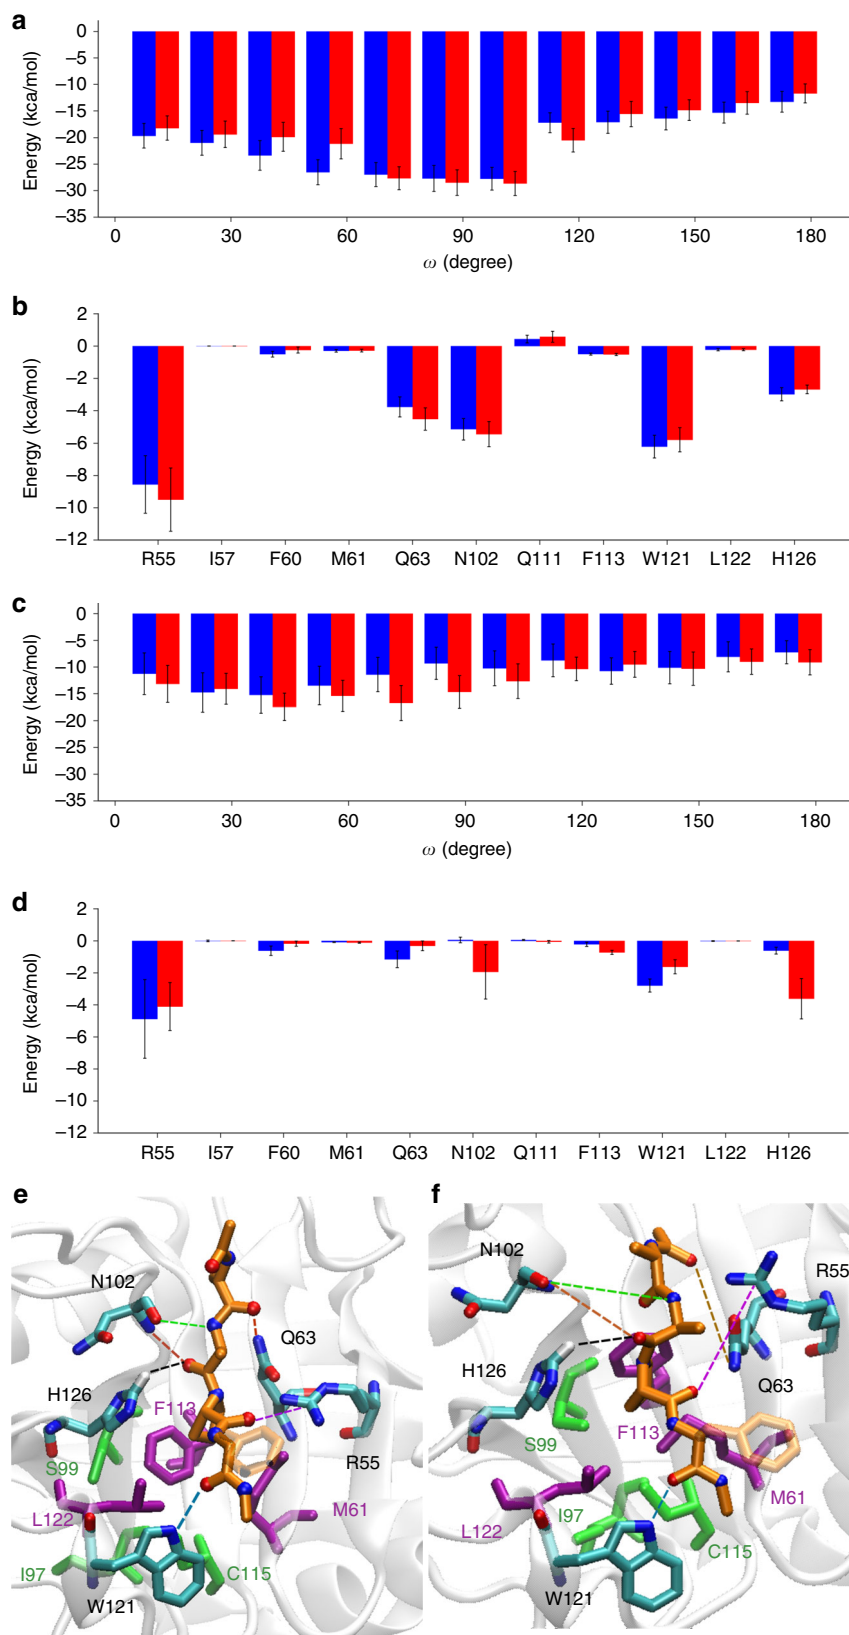 a
0
–5
–10
–15
–20
–25
–30
–35
Energy (kcal/mol)
0 30 60 90 120 150 180
ω (degree)
b
2
0
–2
–4
–6
–8
–10
–12
Energy (kcal/mol)
R55 I57 F60 M61 Q63 N102 Q111 F113 W121 L122 H126
c
0
–5
–10
–15
–20
–25
–30
–35
Energy (kcal/mol)
0 30 60 90 120 150 180
ω (degree)
d
2
0
–2
–4
–6
–8
–10
–12
Energy (kcal/mol)
R55 I57 F60 M61 Q63 N102 Q111 F113 W121 L122 H126
e
N102
Q63
H126
F113
S99
R55
L122
M61
I97
C115
W121
f
N102
R55
H126
Q63
S99
F113
M61
L122
I97
C115
W121